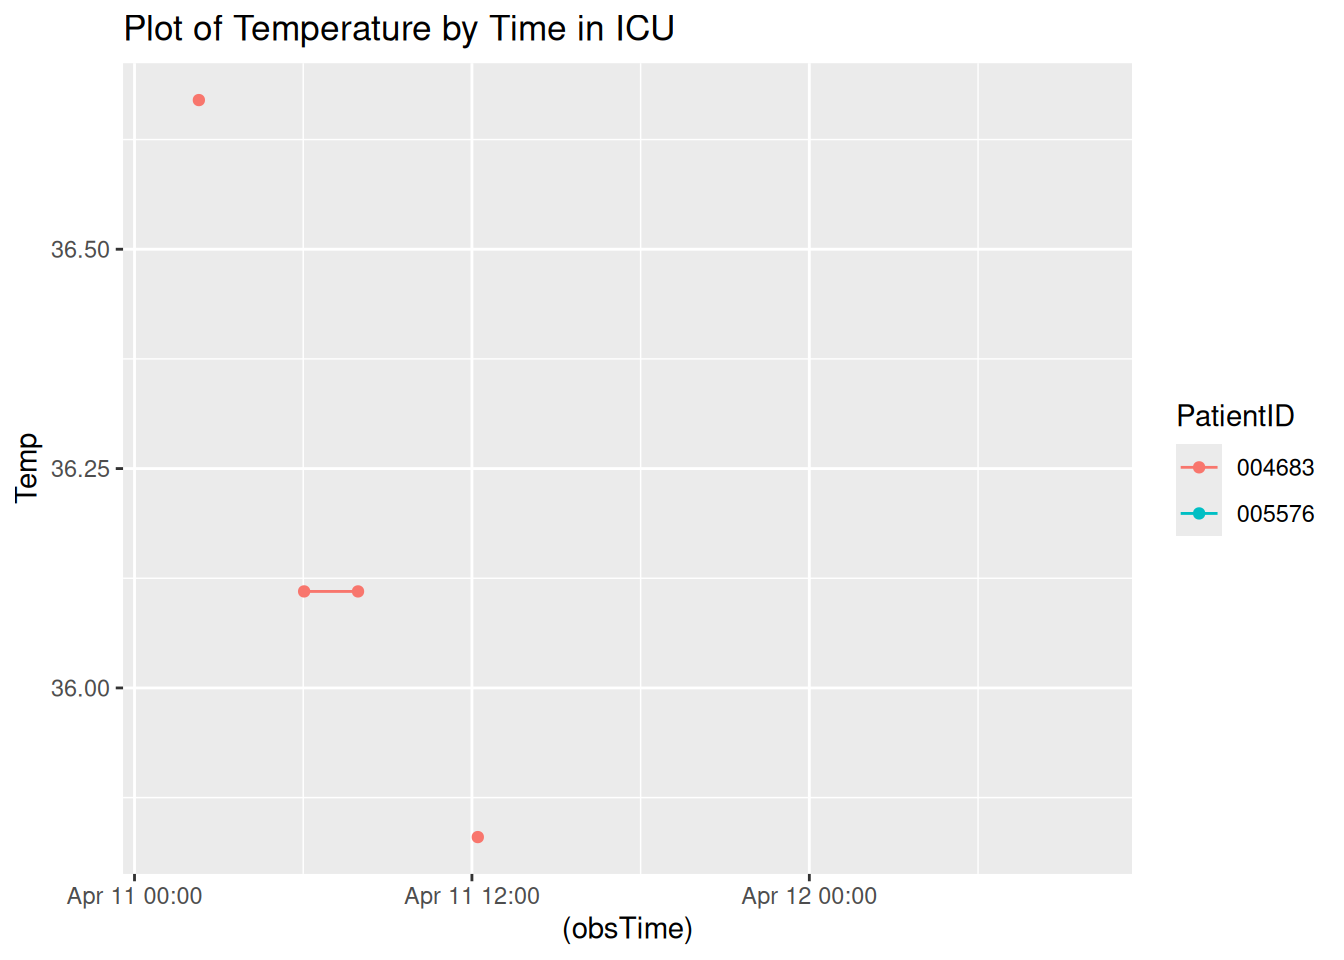 Plot of Temperature by Time in ICU
36.50
36.25
36.00
Temp
Apr 11 00:00
Apr 11 12:00
Apr 12 00:00
(obsTime)
PatientID
004683
005576